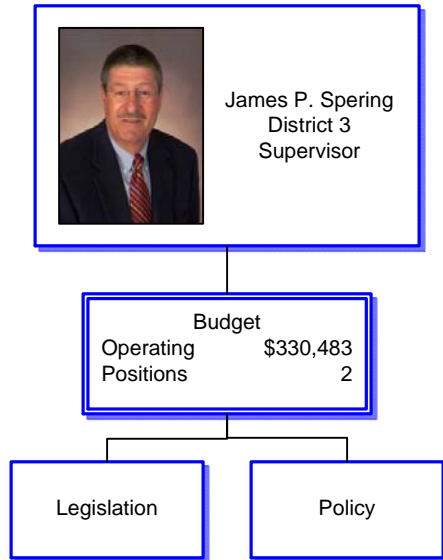 James P. Spering
District 3
Supervisor
Budget
Operating $330,483
Positions 2
Legislation
Policy